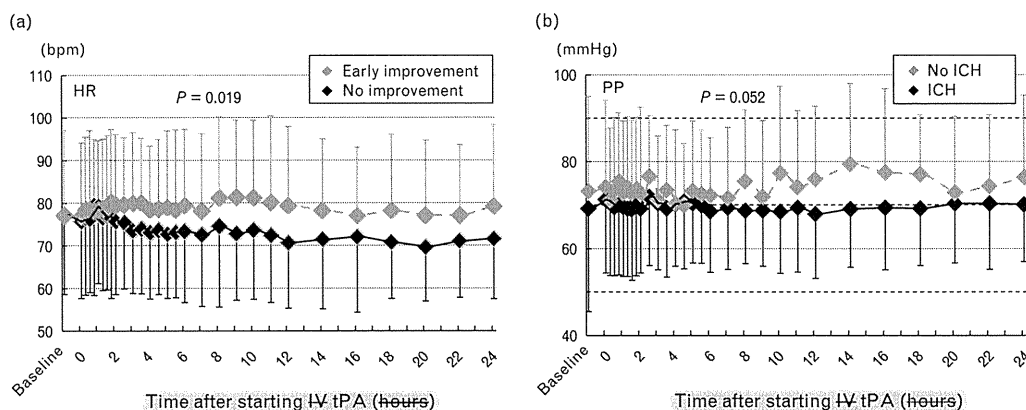 (a)
(bpm)
110
100
90
80
70
60
50
HR
P = 0.019
Early improvement
No improvement
Baseline 0 2 4 6 8 10 12 14 16 18 20 22 24
Time after starting IV tPA (hours)
(b)
(mmHg)
100
80
60
40
PP
P = 0.052
No ICH
ICH
Baseline 0 2 4 6 8 10 12 14 16 18 20 22 24
Time after starting IV tPA (hours)